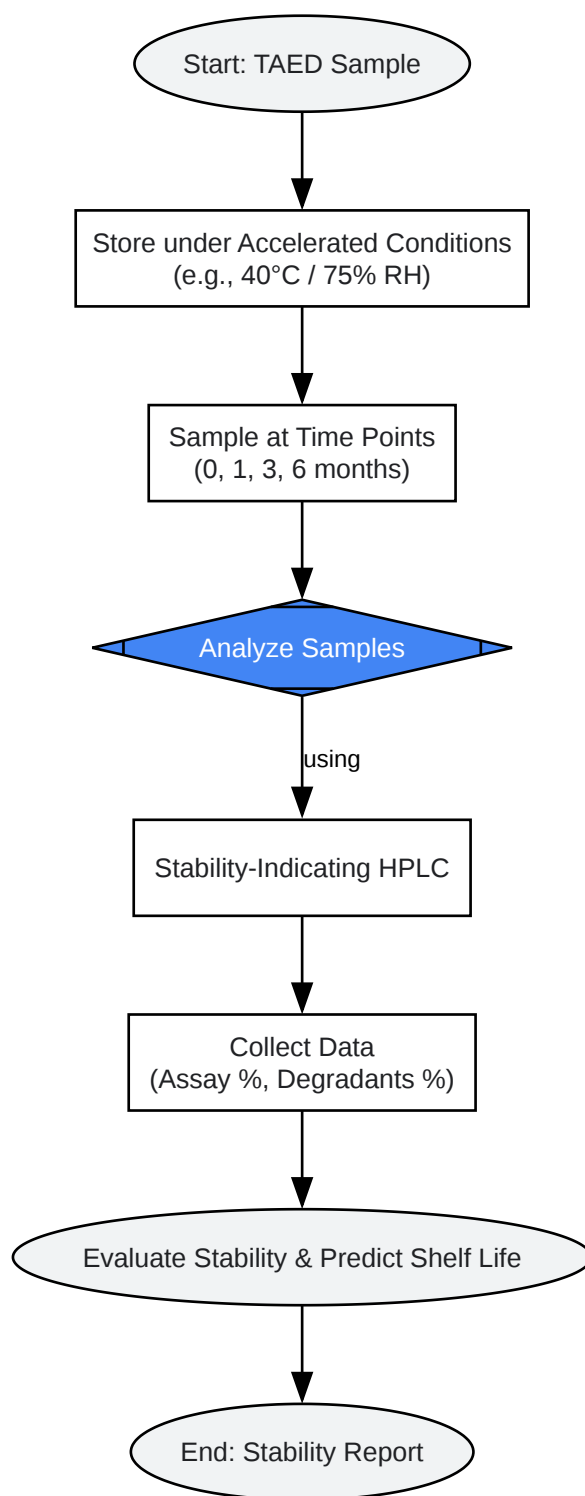 Start: TAED Sample
Store under Accelerated Conditions
(e.g., 40°C / 75% RH)
Sample at Time Points
(0, 1, 3, 6 months)
Analyze Samples
using
Stability-Indicating HPLC
Collect Data
(Assay %, Degradants %)
Evaluate Stability & Predict Shelf Life
End: Stability Report